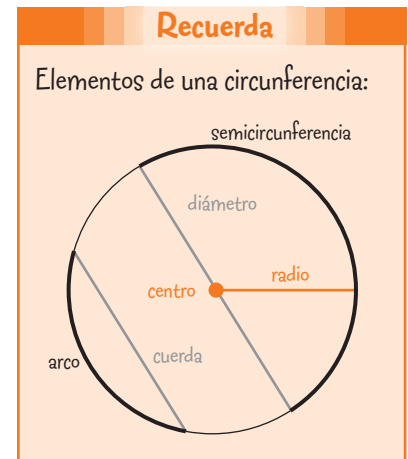 Recuerda
Elementos de una circunferencia:
semicircunferencia
diámetro
radio
centro
cuerda
arco